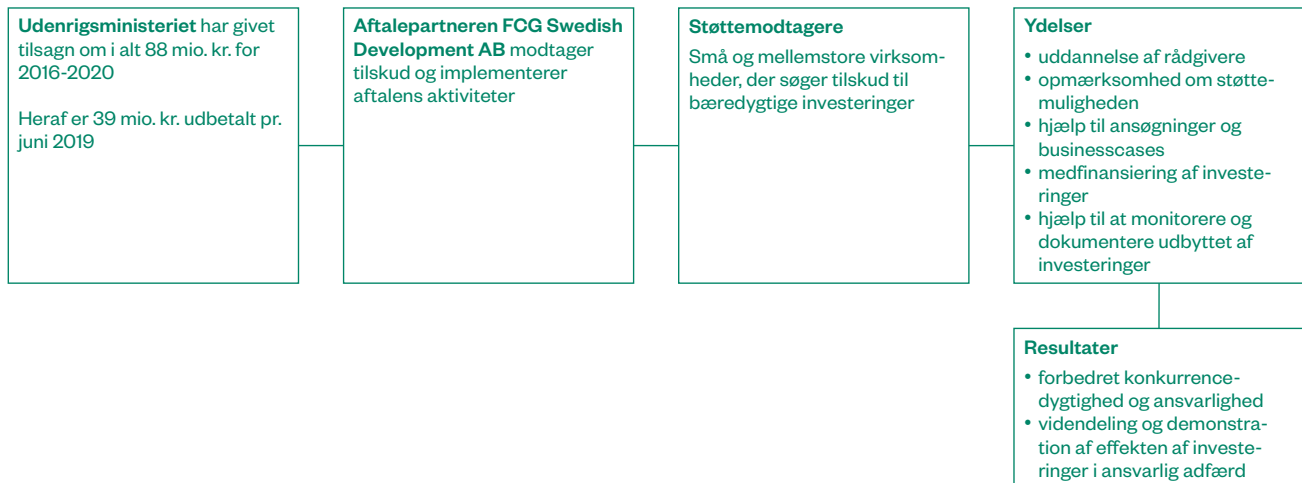 Udenrigsministeriet har givet
tilsagn om i alt 88 mio. kr. for
2016-2020
Heraf er 39 mio. kr. udbetalt pr.
juni 2019
Aftalepartneren FCG Swedish
Development AB modtager
tilskud og implementerer
aftalens aktiviteter
Støttemodtagere
Små og mellemstore virksom-
heder, der søger tilskud til
bæredygtige investeringer
Ydelser
• uddannelse af rådgivere
• opmærksomhed om støtte-
muligheden
• hjælp til ansøgninger og
businesscases
• medfinansiering af investe-
ringer
• hjælp til at monitorere og
dokumentere udbyttet af
investeringer
Resultater
• forbedret konkurrence-
dygtighed og ansvarlighed
• videndeling og demonstra-
tion af effekten af investe-
ringer i ansvarlig adfærd